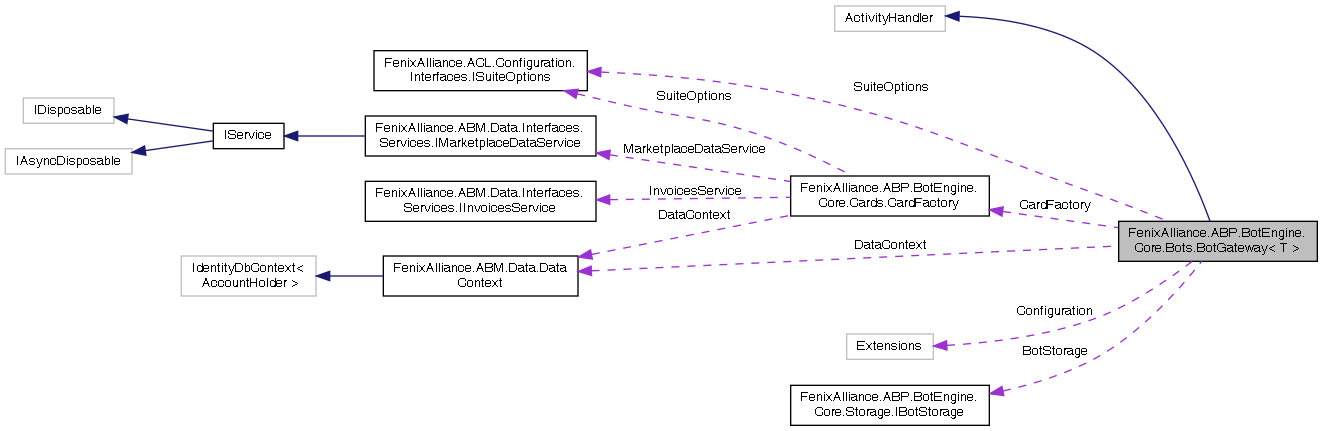 ActivityHandler
FenixAlliance.ACL.Configuration.
Interfaces.ISuiteOptions
SuiteOptions
SuiteOptions
IDisposable
IService
FenixAlliance.ABM.Data.Interfaces.
Services.IMarketplaceDataService
MarketplaceDataService
IAsyncDisposable
FenixAlliance.ABM.Data.Interfaces.
Services.IInvoicesService
InvoicesService
FenixAlliance.ABP.BotEngine.
Core.Cards.CardFactory
CardFactory
DataContext
FenixAlliance.ABP.BotEngine.
Core.Bots.BotGateway< T >
DataContext
IdentityDbContext<
AccountHolder >
FenixAlliance.ABM.Data.Data
Context
Configuration
Extensions
BotStorage
FenixAlliance.ABP.BotEngine.
Core.Storage.IBotStorage